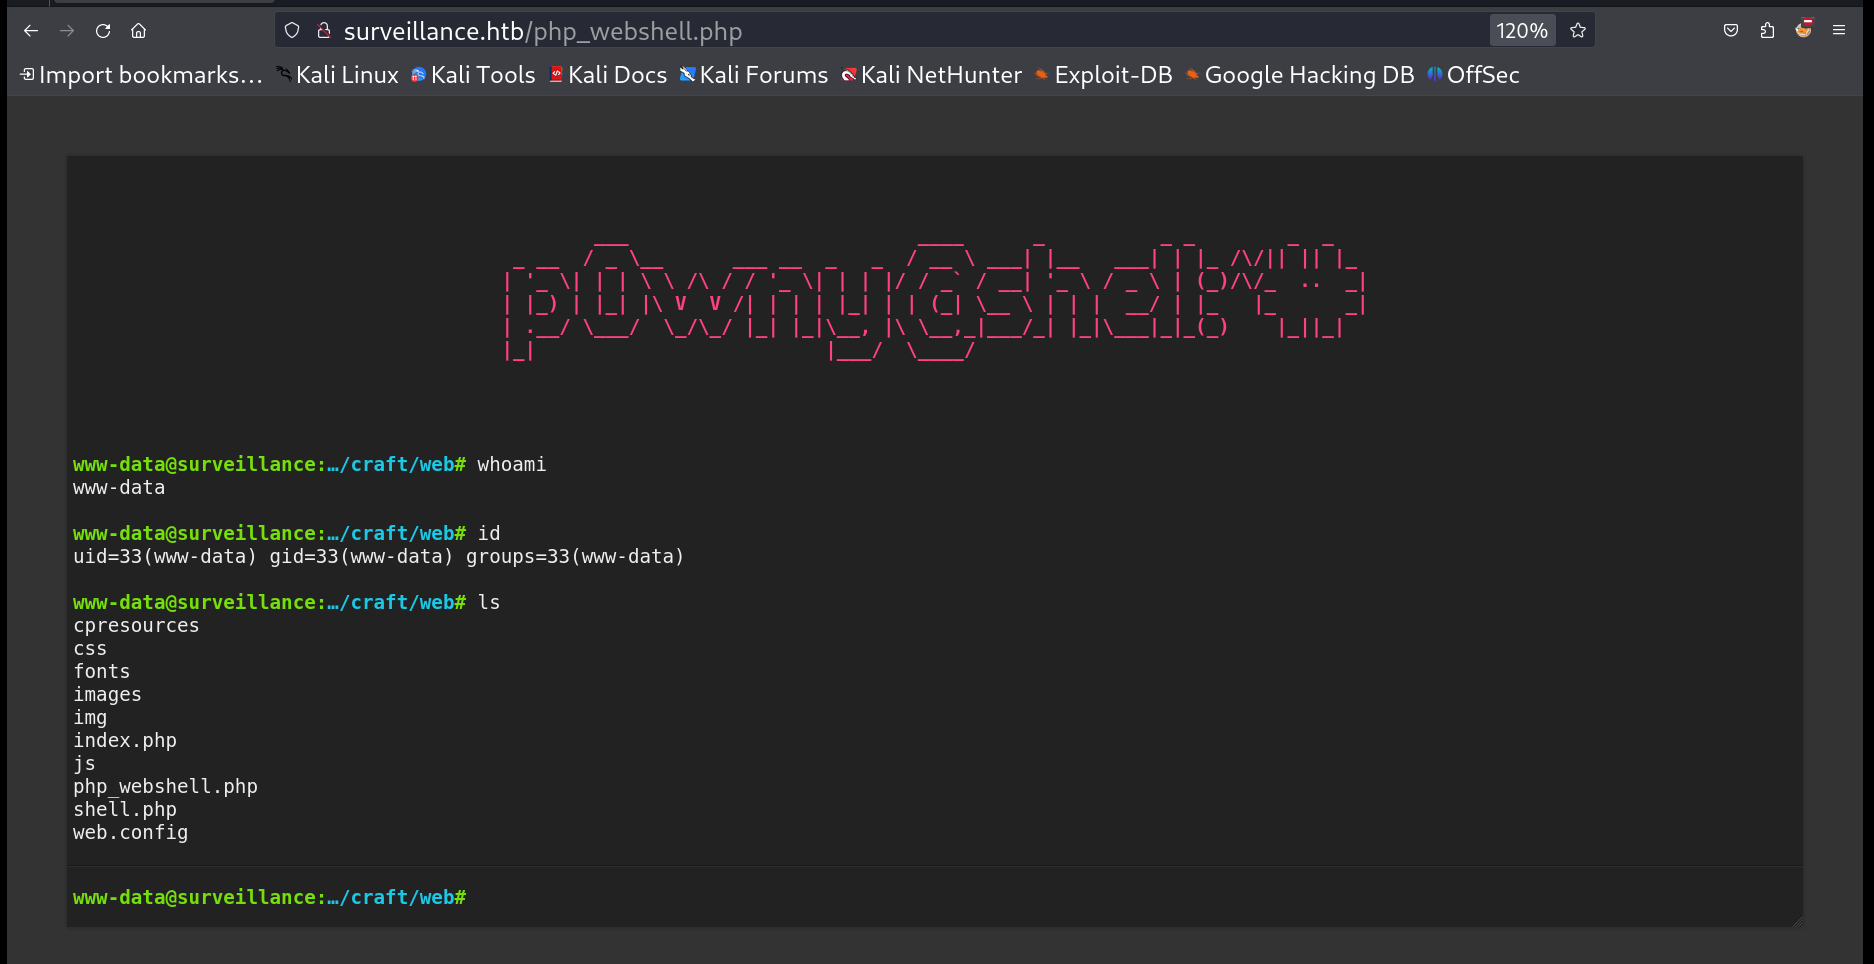 surveillance.htb/php_webshell.php 120%
Import bookmarks... Kali Linux Kali Tools Kali Docs Kali Forums Kali NetHunter Exploit-DB Google Hacking DB OffSec
p0wny@shell:~#
www-data@surveillance:…/craft/web# whoami
www-data
www-data@surveillance:…/craft/web# id
uid=33(www-data) gid=33(www-data) groups=33(www-data)
www-data@surveillance:…/craft/web# ls
cpresources
css
fonts
images
img
index.php
js
php_webshell.php
shell.php
web.config
www-data@surveillance:…/craft/web#